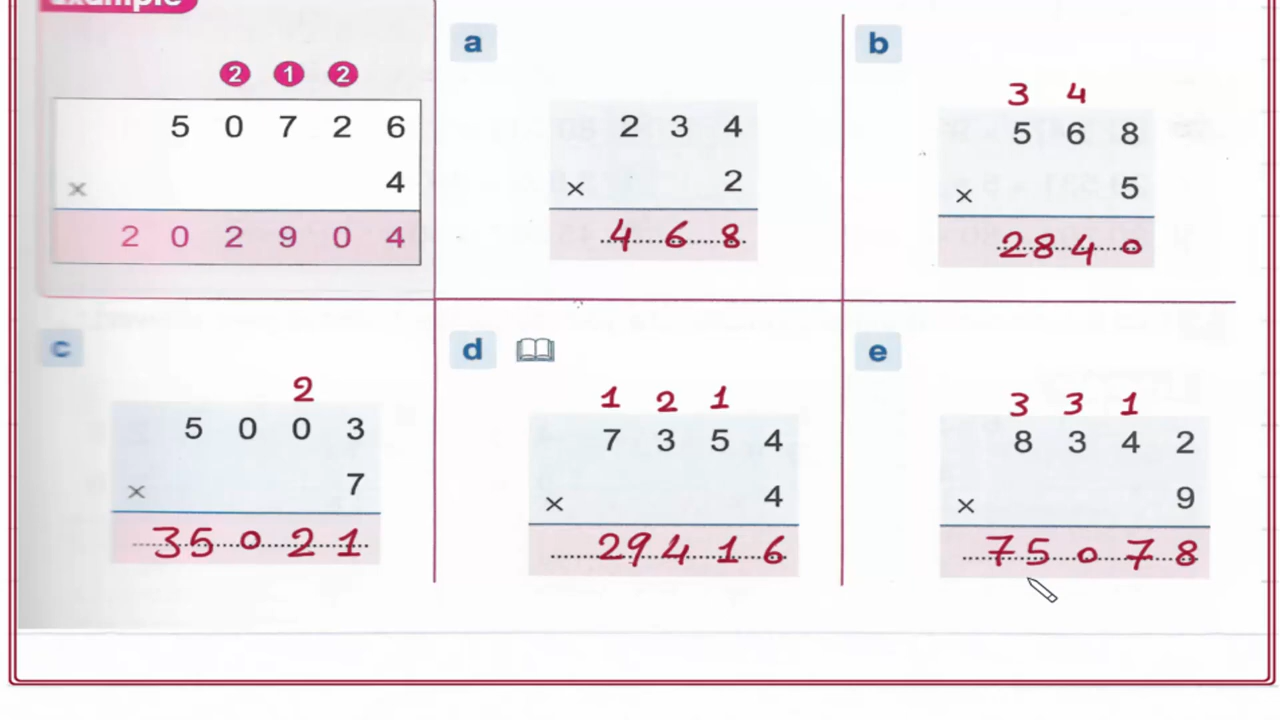 example
2 1 2
5 0 7 2 6
× 4
2 0 2 9 0 4
a
2 3 4
× 2
4 6 8
b
3 4
5 6 8
× 5
2 8 4 0
c
2
5 0 0 3
× 7
3 5 0 2 1
d
1 2 1
7 3 5 4
× 4
2 9 4 1 6
e
3 3 1
8 3 4 2
× 9
7 5 0 7 8